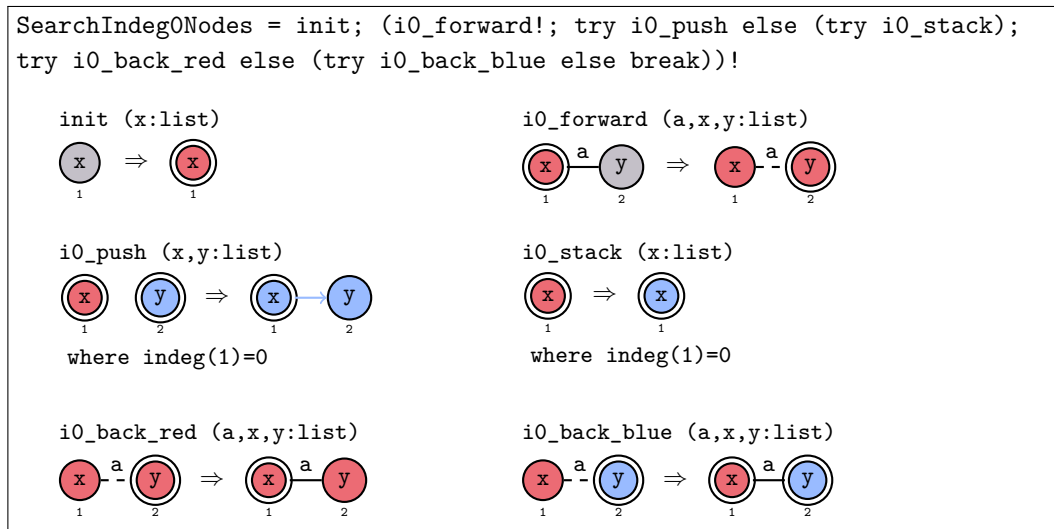 SearchIndeg0Nodes = init; (i0_forward!; try i0_push else (try i0_stack);
try i0_back_red else (try i0_back_blue else break))!
init (x:list)
x ⇒ x
1 1
i0_forward (a,x,y:list)
x a y ⇒ x a y
1 2 1 2
i0_push (x,y:list)
x y ⇒ x y
1 2 1 2
where indeg(1)=0
i0_stack (x:list)
x ⇒ x
1 1
where indeg(1)=0
i0_back_red (a,x,y:list)
x a y ⇒ x a y
1 2 1 2
i0_back_blue (a,x,y:list)
x a y ⇒ x a y
1 2 1 2